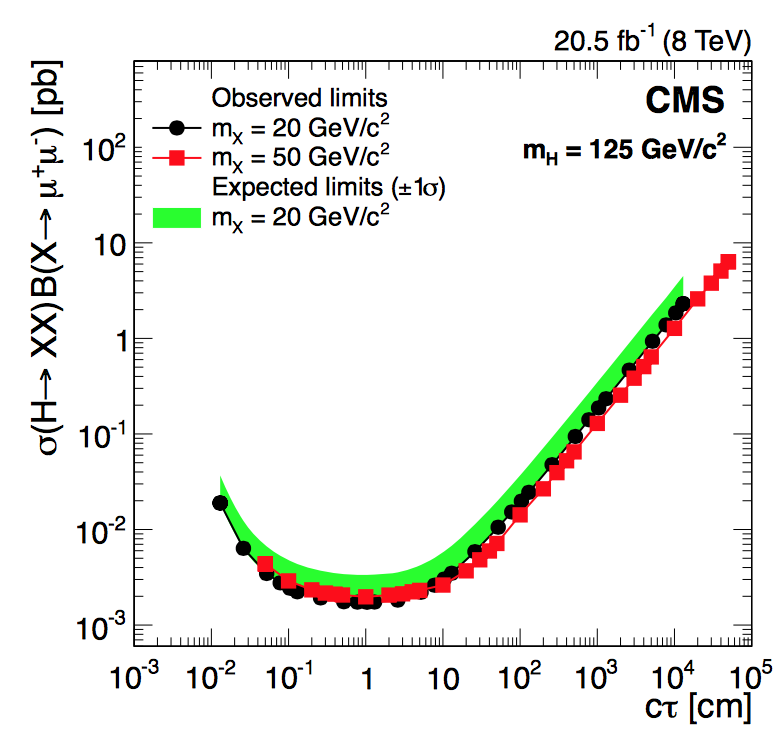 20.5 fb⁻¹ (8 TeV)
CMS
m_H = 125 GeV/c²
Observed limits
m_X = 20 GeV/c²
m_X = 50 GeV/c²
Expected limits (±1σ)
m_X = 20 GeV/c²
σ(H→ XX)B(X→ μ⁺μ⁻) [pb]
10²
10
1
10⁻¹
10⁻²
10⁻³
10⁻³ 10⁻² 10⁻¹ 1 10 10² 10³ 10⁴ 10⁵
cτ [cm]